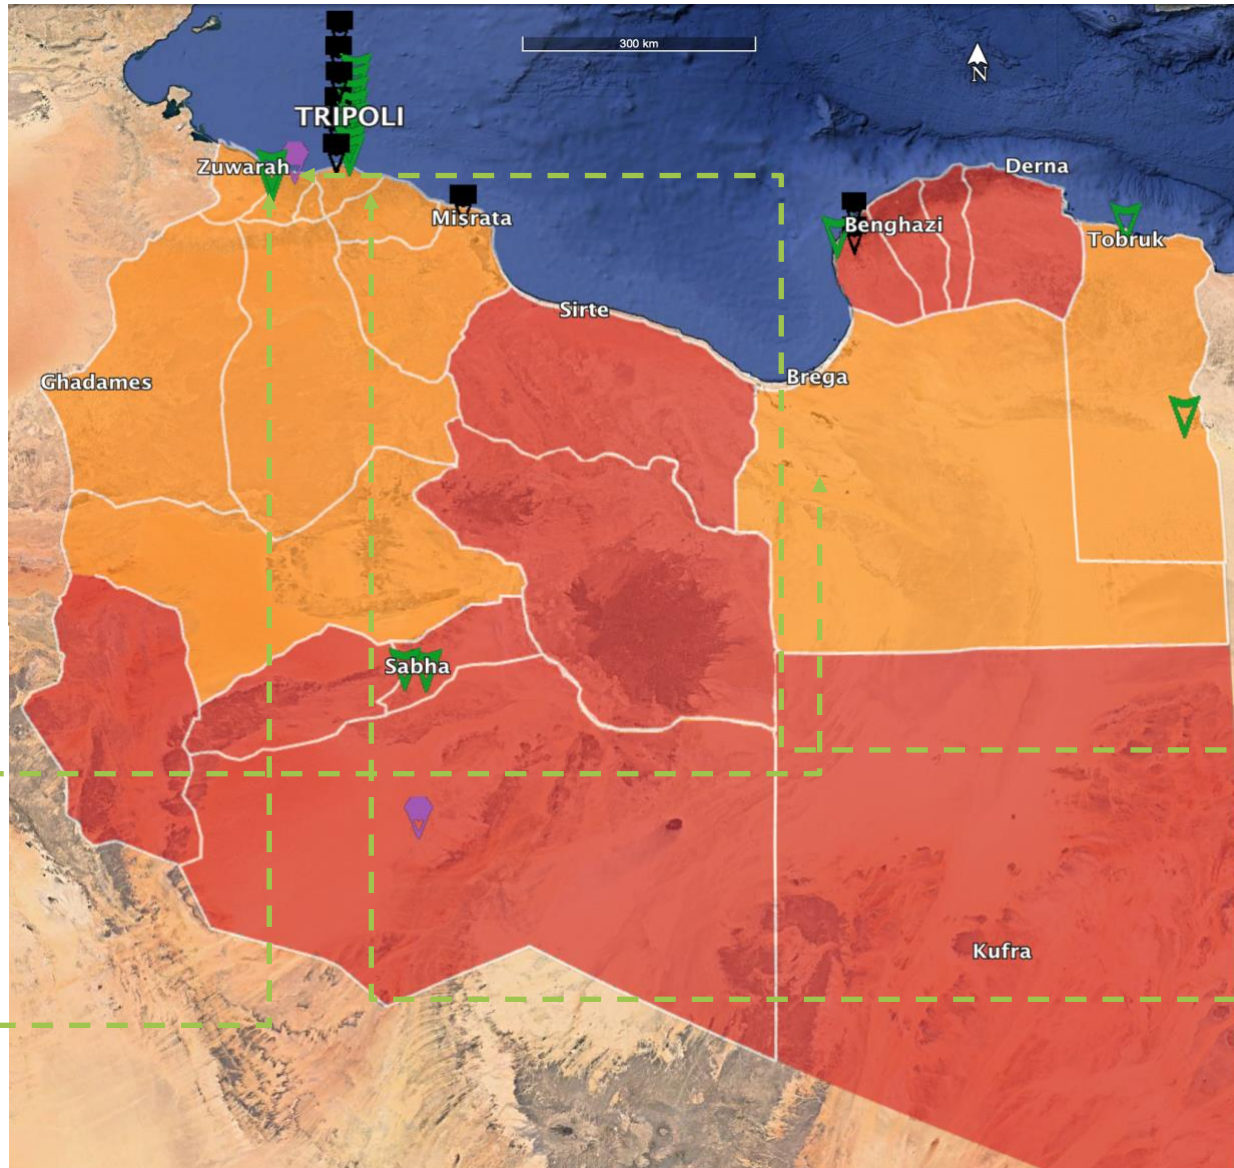 300 km
N
TRIPOLI
Zuwarah
Derna
Misrata
Benghazi
Tobruk
Sirte
Brega
Ghadames
Sabha
Kufra